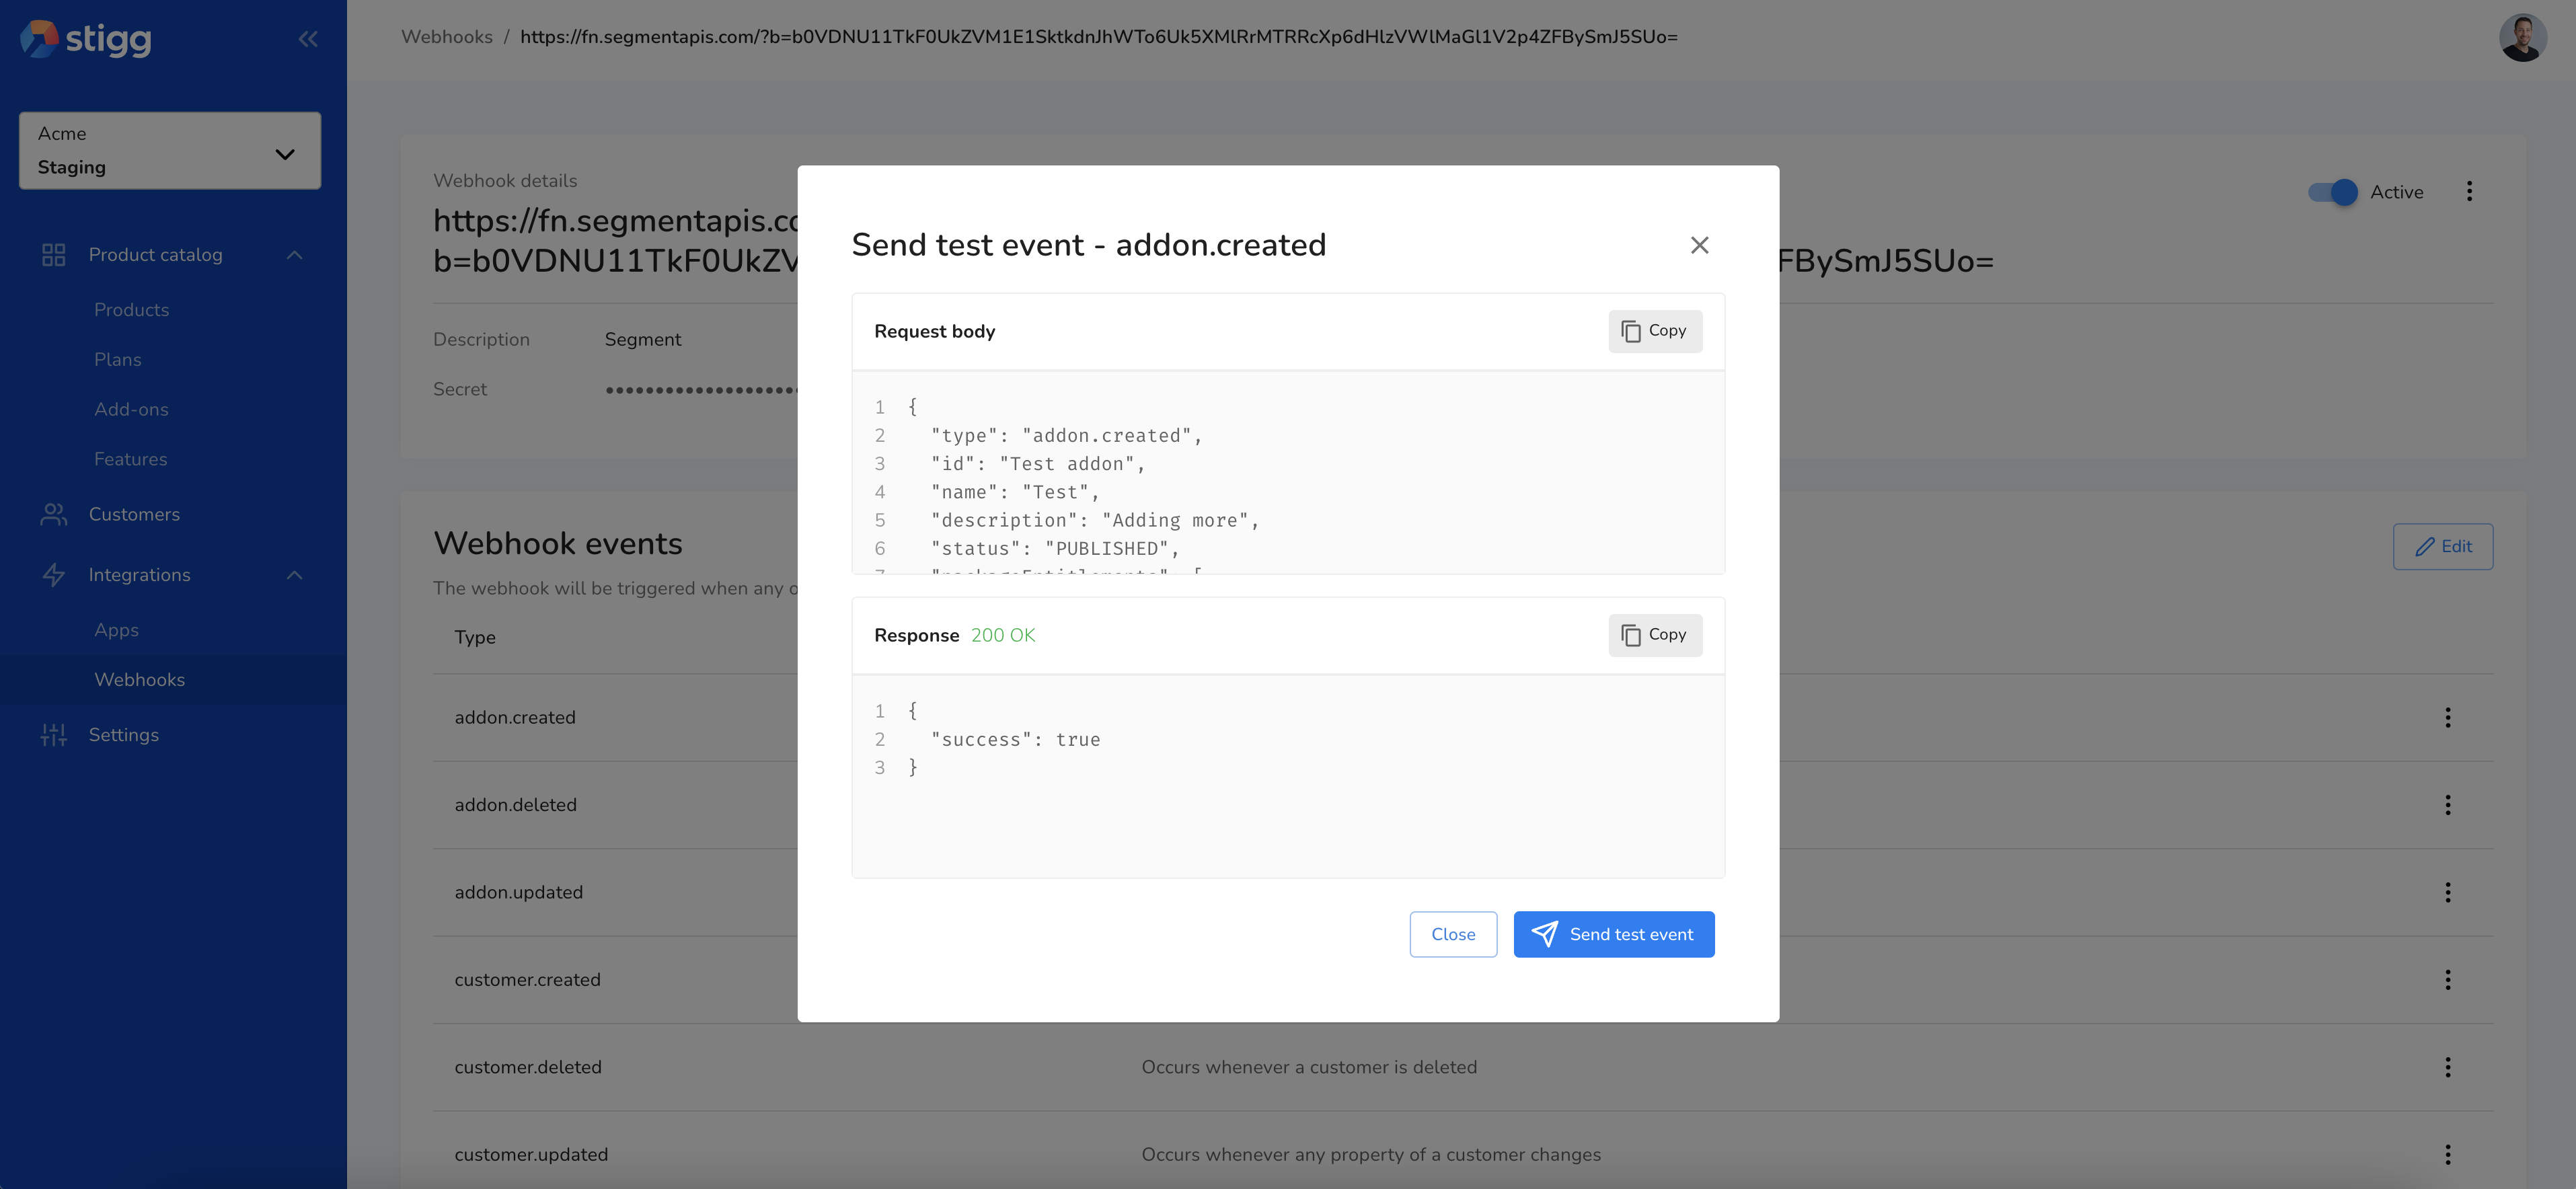 stigg
Acme
Staging
Product catalog
Products
Plans
Add-ons
Features
Customers
Integrations
Apps
Webhooks
Settings
Webhooks / https://fn.segmentapis.com/?b=b0VDNU11TkF0UkZVM1E1SktkdnJhWTo6Uk5XMlRrMTRRcXp6dHlzVWlMaGl1V2p4ZFBySmJ5SUo=
Webhook details
https://fn.segmentapis.co
b=b0VDNU11TkF0UkZV
FBySmJ5SUo=
Active
Description Segment
Secret ••••••••••••••••••••
Webhook events
Edit
The webhook will be triggered when any o
Type
addon.created
addon.deleted
addon.updated
customer.created
customer.deleted Occurs whenever a customer is deleted
customer.updated Occurs whenever any property of a customer changes
Send test event - addon.created
Request body
Copy
1 {
2 "type": "addon.created",
3 "id": "Test addon",
4 "name": "Test",
5 "description": "Adding more",
6 "status": "PUBLISHED",
7 "packageEntitlements": [
Response 200 OK
Copy
1 {
2 "success": true
3 }
Close
Send test event